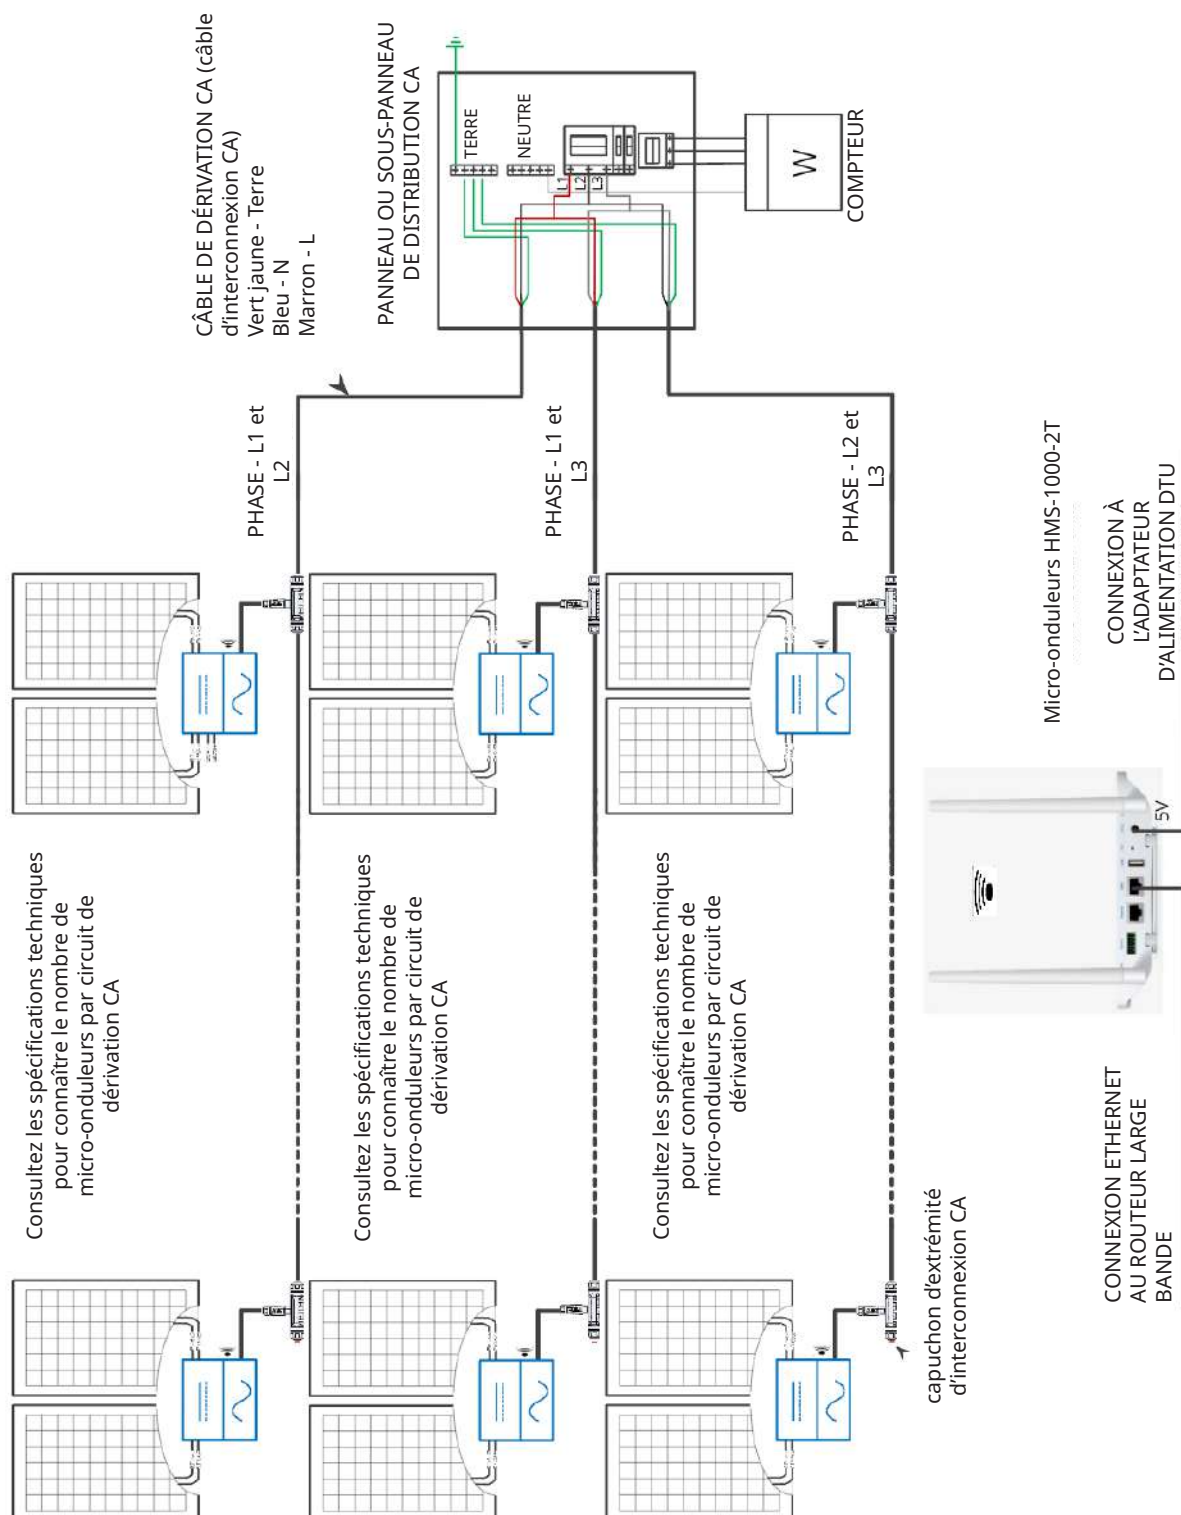 CÂBLE DE DÉRIVATION CA (câble
d'interconnexion CA)
Vert jaune - Terre
Bleu - N
Marron - L
PANNEAU OU SOUS-PANNEAU
DE DISTRIBUTION CA
TERRE
NEUTRE
L1
L2
L3
W
COMPTEUR
PHASE - L1 et
L2
PHASE - L1 et
L3
PHASE - L2 et
L3
Consultez les spécifications techniques
pour connaître le nombre de
micro-onduleurs par circuit de
dérivation CA
Consultez les spécifications techniques
pour connaître le nombre de
micro-onduleurs par circuit de
dérivation CA
Consultez les spécifications techniques
pour connaître le nombre de
micro-onduleurs par circuit de
dérivation CA
capuchon d'extrémité
d'interconnexion CA
Micro-onduleurs HMS-1000-2T
CONNEXION À
L'ADAPTATEUR
D'ALIMENTATION DTU
5V
CONNEXION ETHERNET
AU ROUTEUR LARGE
BANDE